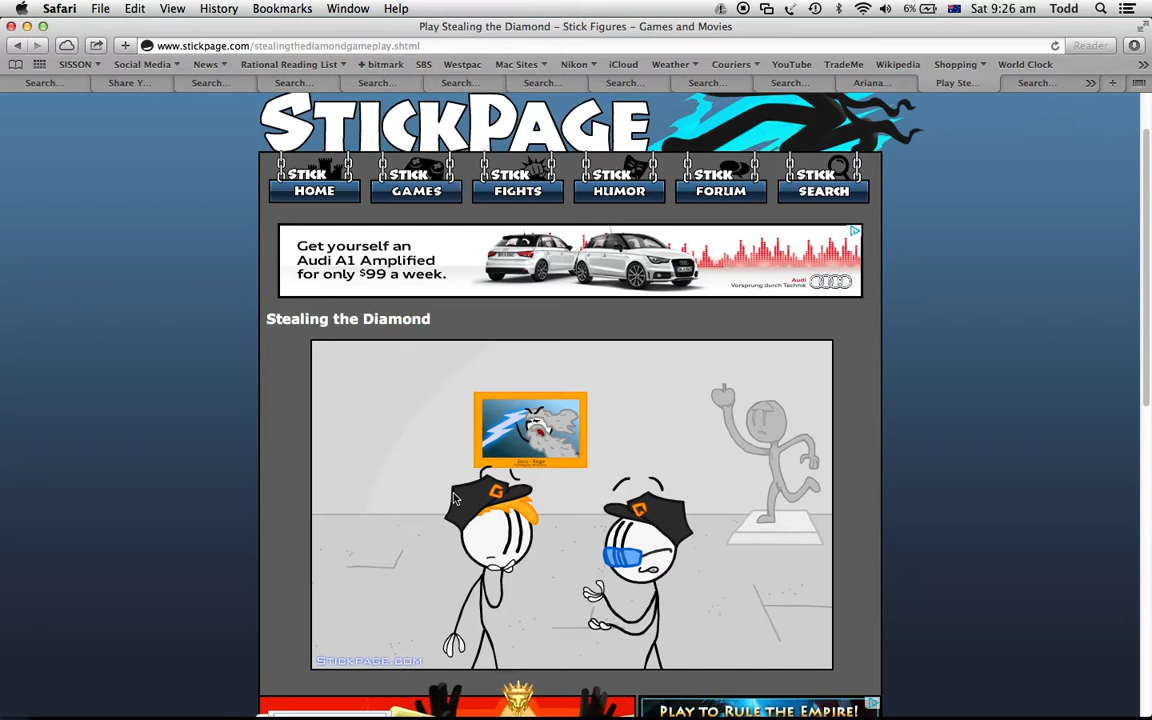 Safari File Edit View History Bookmarks Window Help 6% Sat 9:26 am Todd
Play Stealing the Diamond – Stick Figures – Games and Movies
www.stickpage.com/stealingthediamondgameplay.shtml Reader
SISSON Social Media News Rational Reading List + bitmark SBS Westpac Mac Sites Nikon iCloud Weather Couriers YouTube TradeMe Wikipedia Shopping World Clock
Search... Share Y... Search... Search... Search... Search... Search... Search... Search... Search... Ariana... Play Ste... Search...
STICKPAGE
STICK HOME
STICK GAMES
STICK FIGHTS
STICK HUMOR
STICK FORUM
STICK SEARCH
Get yourself an
Audi A1 Amplified
for only $99 a week.
Audi
Vorsprung durch Technik
Stealing the Diamond
G
STICKPAGE.COM
PLAY TO RULE THE EMPIRE!